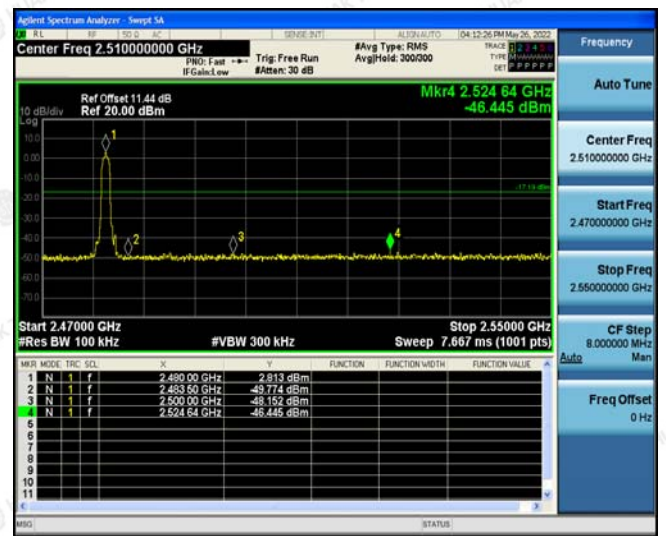 Agilent Spectrum Analyzer - Swept SA
RL RF 50 Ω AC SENSE:INT ALIGNAUTO 04:12:26 PM May 26, 2022
Center Freq 2.510000000 GHz
PNO: Fast
IFGain:Low
Trig: Free Run
#Atten: 30 dB
#Avg Type: RMS
Avg|Hold: 300/300
TRACE 1 2 3 4 5 6
TYPE
DET P P P P P P
Ref Offset 11.44 dB
Ref 20.00 dBm
10 dB/div
Log
Mkr4 2.524 64 GHz
-46.445 dBm
10.0
0.00
-10.0
-20.0
-30.0
-40.0
-50.0
-60.0
-70.0
1
2
3
4
-17.19 dBm
Start 2.47000 GHz Stop 2.55000 GHz
#Res BW 100 kHz #VBW 300 kHz Sweep 7.667 ms (1001 pts)
MKR MODE TRC SCL X Y FUNCTION FUNCTION WIDTH FUNCTION VALUE
1 N 1 f 2.480 00 GHz 2.913 dBm
2 N 1 f 2.483 50 GHz -49.774 dBm
3 N 1 f 2.500 00 GHz -48.152 dBm
4 N 1 f 2.524 64 GHz -46.445 dBm
5
6
7
8
9
10
11
MSG STATUS
Frequency
Auto Tune
Center Freq
2.510000000 GHz
Start Freq
2.470000000 GHz
Stop Freq
2.550000000 GHz
CF Step
8.000000 MHz
Auto Man
Freq Offset
0 Hz